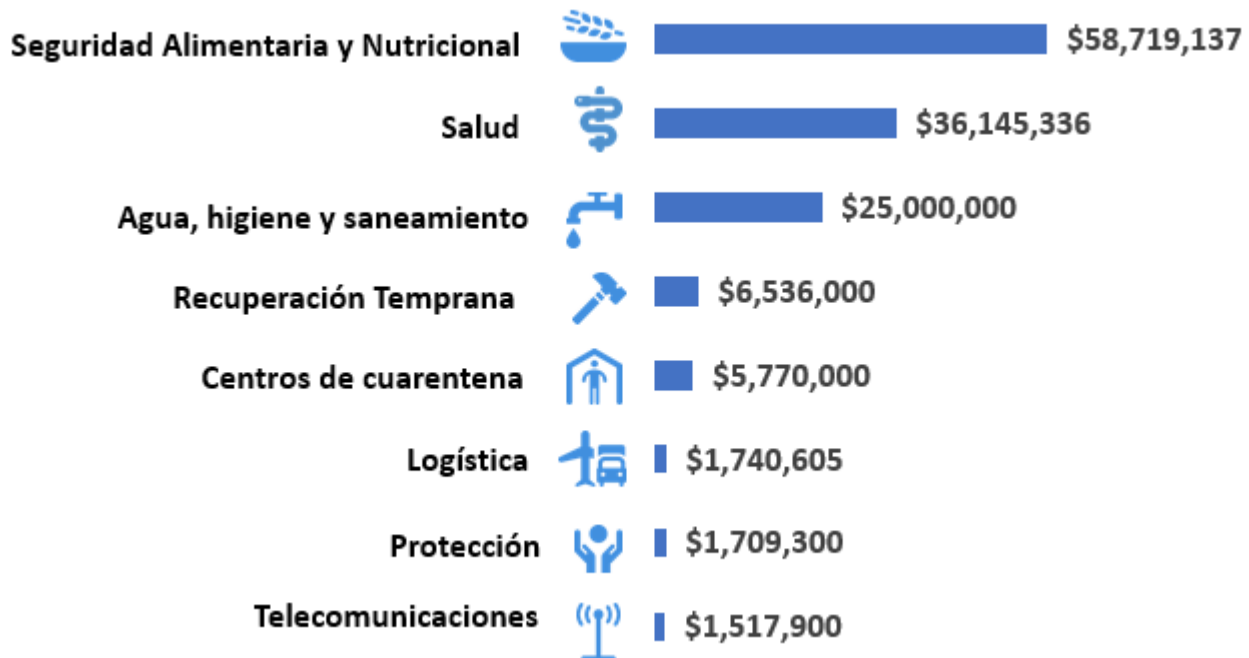 Seguridad Alimentaria y Nutricional $58,719,137
Salud $36,145,336
Agua, higiene y saneamiento $25,000,000
Recuperación Temprana $6,536,000
Centros de cuarentena $5,770,000
Logística $1,740,605
Protección $1,709,300
Telecomunicaciones $1,517,900